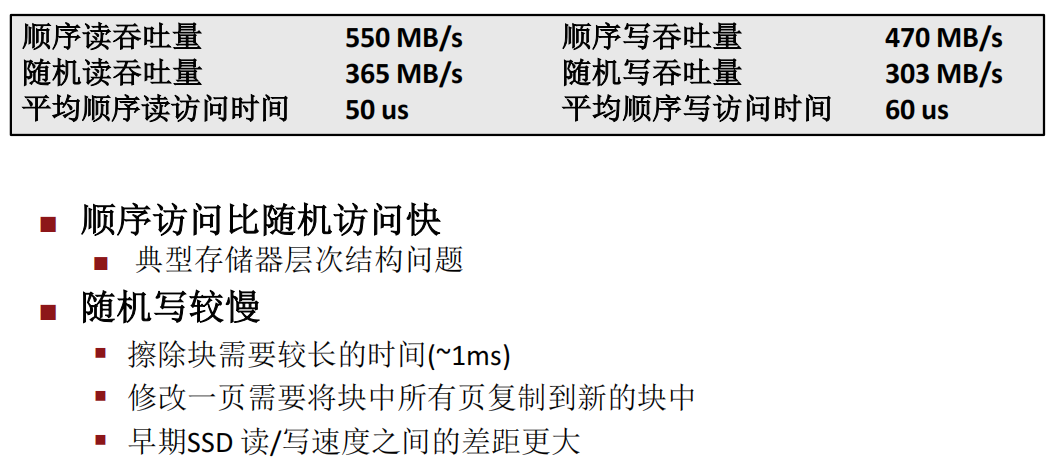 顺序读吞吐量 550 MB/s 顺序写吞吐量 470 MB/s
随机读吞吐量 365 MB/s 随机写吞吐量 303 MB/s
平均顺序读访问时间 50 us 平均顺序写访问时间 60 us
顺序访问比随机访问快
典型存储器层次结构问题
随机写较慢
擦除块需要较长的时间(~1ms)
修改一页需要将块中所有页复制到新的块中
早期SSD 读/写速度之间的差距更大